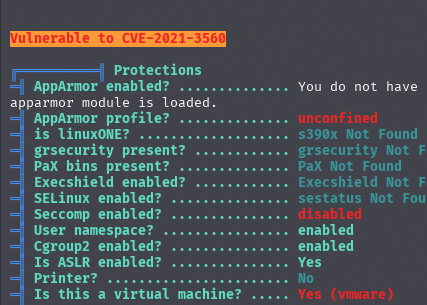 Vulnerable to CVE-2021-3560
╔══════════╣ Protections
═╣ AppArmor enabled? .............. You do not have
apparmor module is loaded.
═╣ AppArmor profile? .............. unconfined
═╣ is linuxONE? ................... s390x Not Found
═╣ grsecurity present? ............ grsecurity Not F
═╣ PaX bins present? .............. PaX Not Found
═╣ Execshield enabled? ............ Execshield Not F
═╣ SELinux enabled? ............... sestatus Not Fou
═╣ Seccomp enabled? ............... disabled
═╣ User namespace? ................ enabled
═╣ Cgroup2 enabled? ............... enabled
═╣ Is ASLR enabled? ............... Yes
═╣ Printer? ....................... No
═╣ Is this a virtual machine? ..... Yes (vmware)